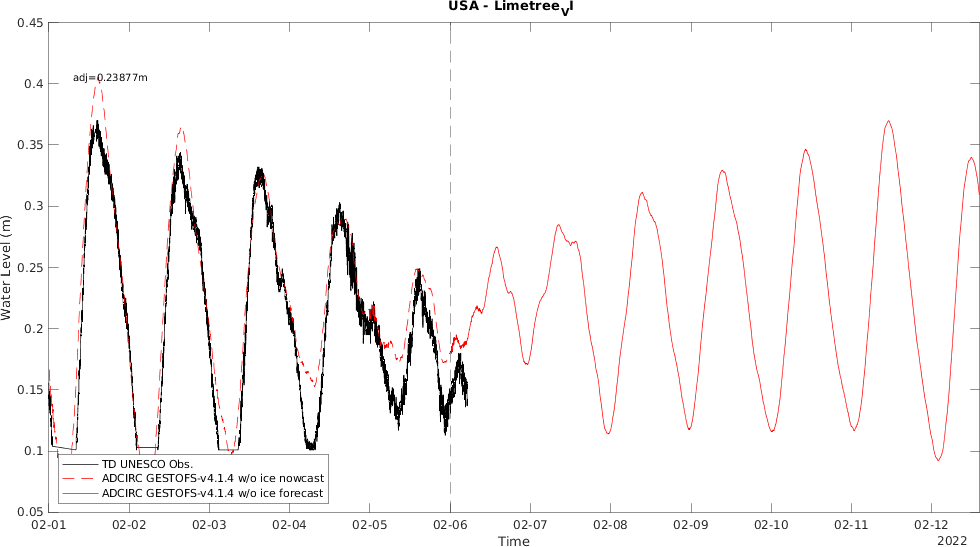 USA - Limetree_VI
0.45
adj=0.23877m
0.4
0.35
0.3
0.25
0.2
0.15
0.1
0.05
Water Level (m)
TD UNESCO Obs.
ADCIRC GESTOFS-v4.1.4 w/o ice nowcast
ADCIRC GESTOFS-v4.1.4 w/o ice forecast
02-01 02-02 02-03 02-04 02-05 02-06 02-07 02-08 02-09 02-10 02-11 02-12
Time
2022